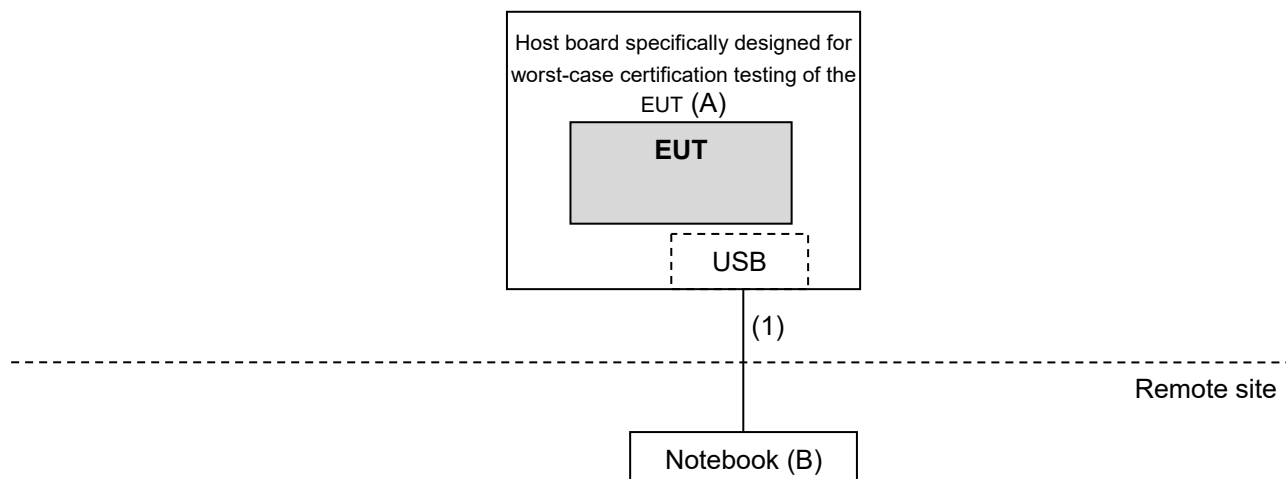 Host board specifically designed for
worst-case certification testing of the
EUT (A)
EUT
USB
(1)
Remote site
Notebook (B)